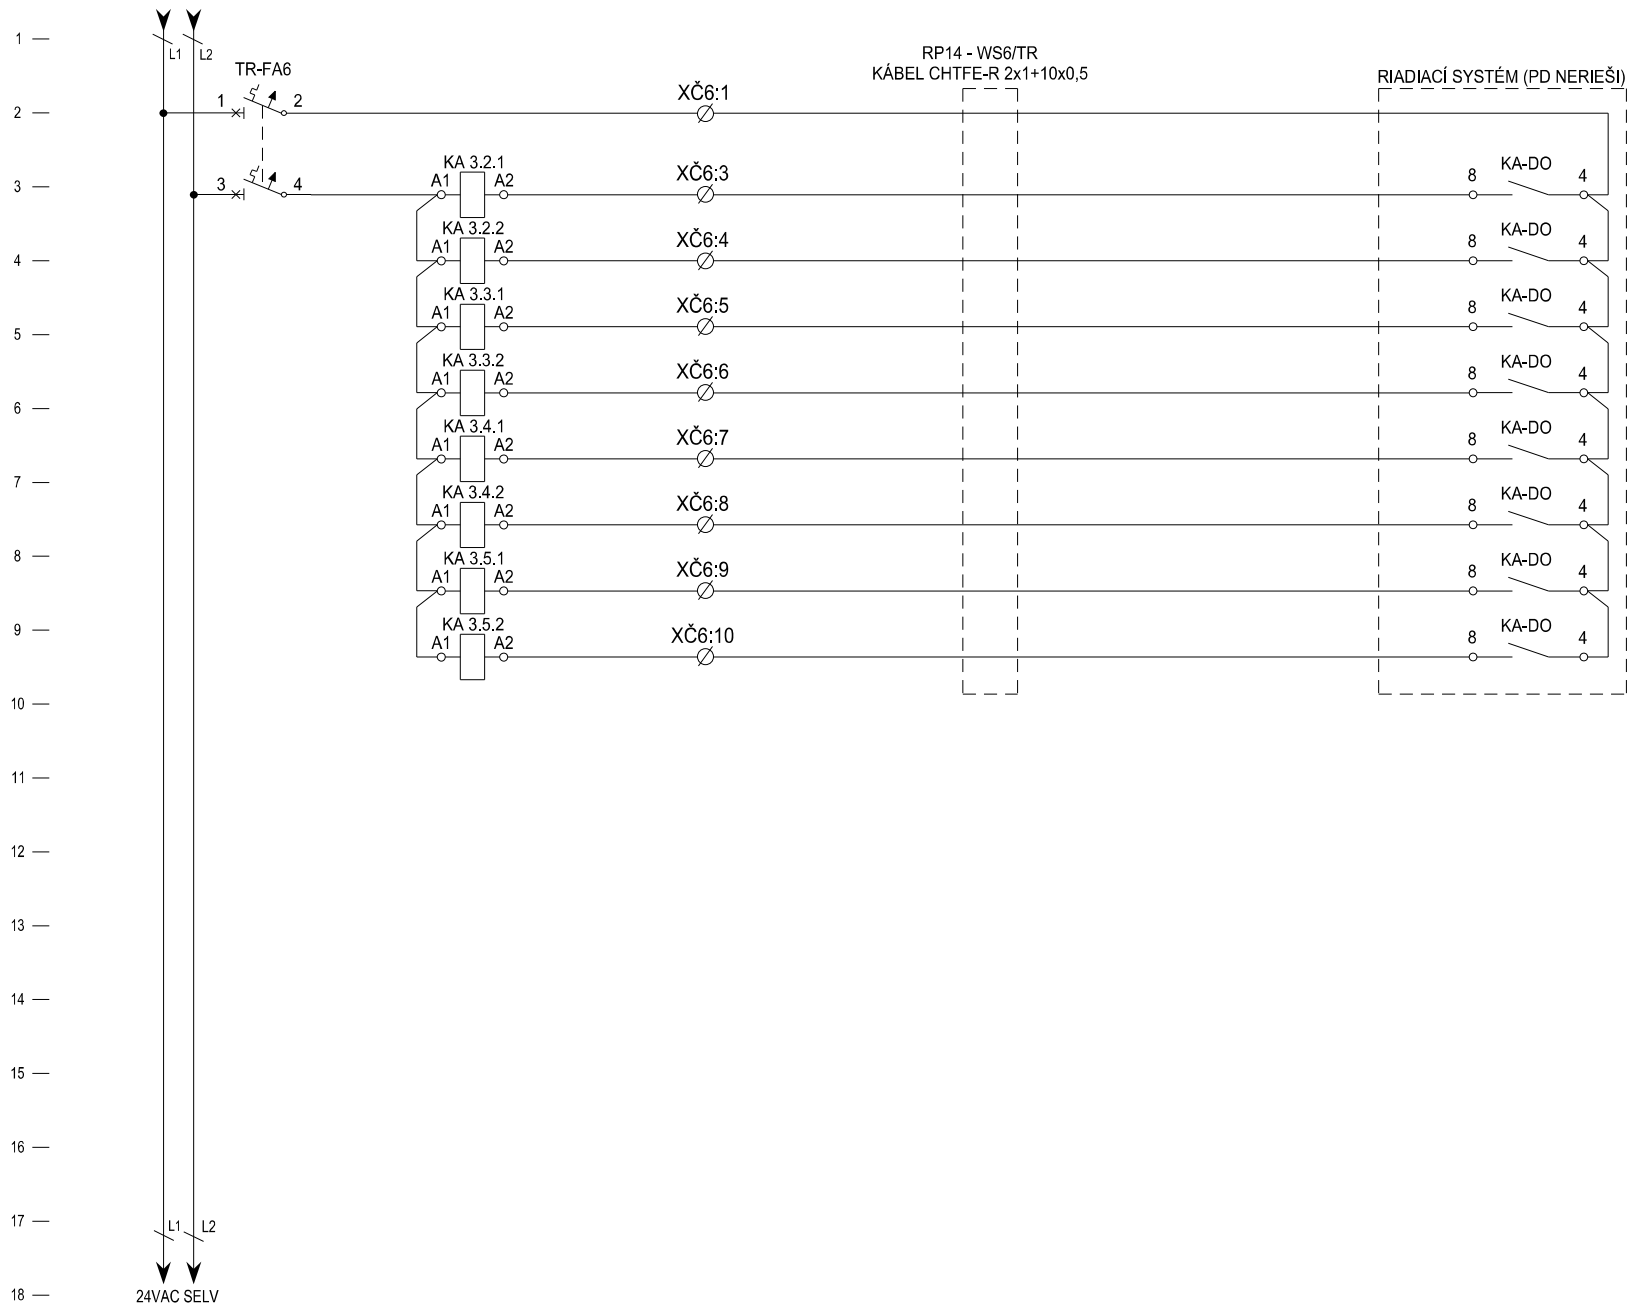 1
L1 L2
TR-FA6
RP14 - WS6/TR
KÁBEL CHTFE-R 2x1+10x0,5
RIADIACÍ SYSTÉM (PD NERIEŠI)
2
1 2
XČ6:1
3
3 4
KA 3.2.1
A1 A2
XČ6:3
8 KA-DO 4
4
KA 3.2.2
A1 A2
XČ6:4
8 KA-DO 4
KA 3.3.1
A1 A2
XČ6:5
8 KA-DO 4
5
KA 3.3.2
A1 A2
XČ6:6
8 KA-DO 4
6
KA 3.4.1
A1 A2
XČ6:7
8 KA-DO 4
7
KA 3.4.2
A1 A2
XČ6:8
8 KA-DO 4
8
KA 3.5.1
A1 A2
XČ6:9
8 KA-DO 4
9
KA 3.5.2
A1 A2
XČ6:10
8 KA-DO 4
10
11
12
13
14
15
16
17
L1 L2
18
24VAC SELV